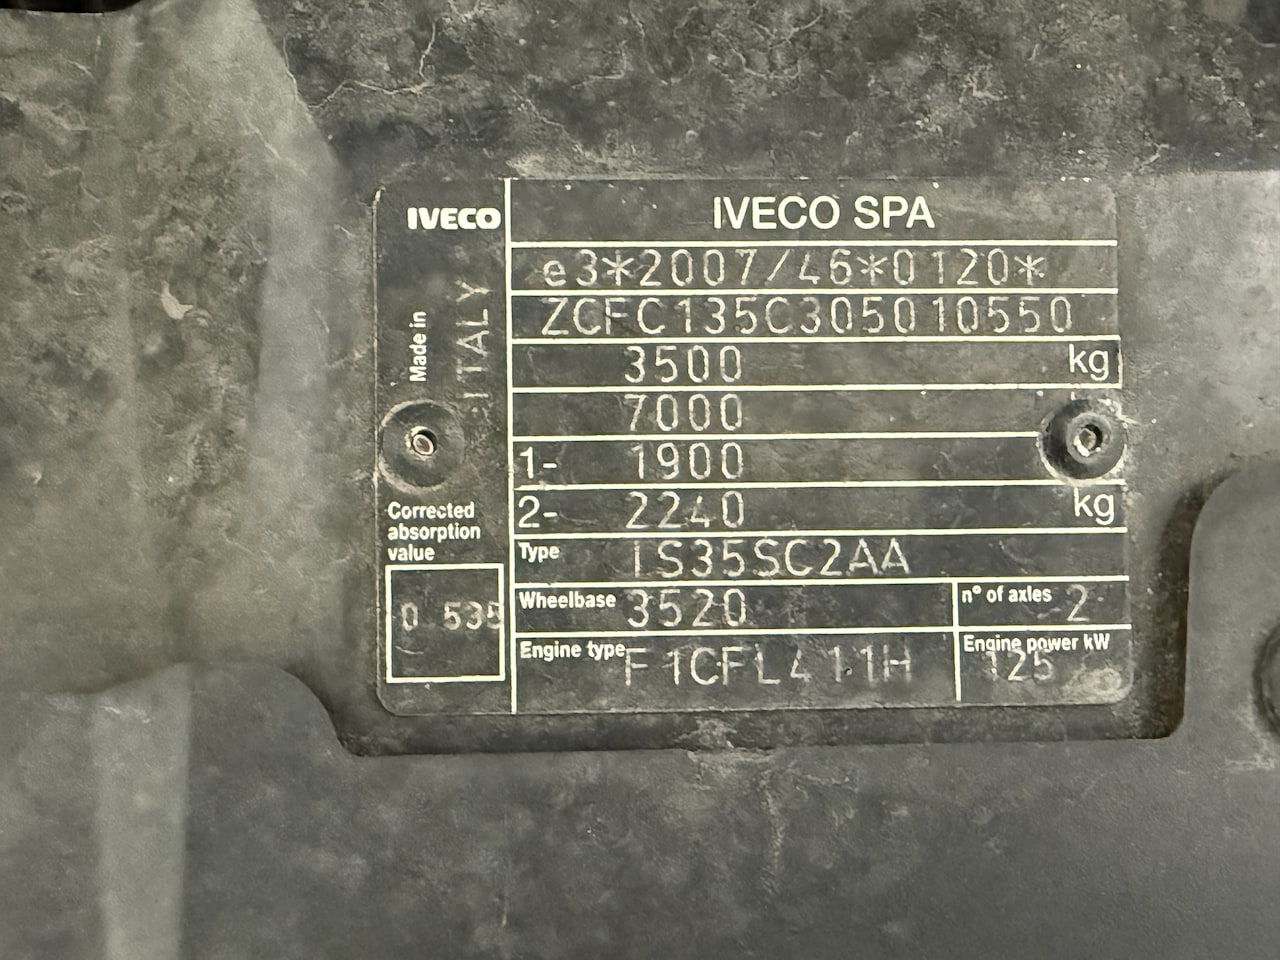 IVECO
IVECO SPA
e3*2007/46*0120*
ZCFC135C305010550
3500 kg
7000
1- 1900
2- 2240 kg
Made in
ITALY
Corrected
absorption
value
0 535
Type IS35SC2AA
Wheelbase 3520
n° of axles 2
Engine type F1CFL411H
Engine power kW
125